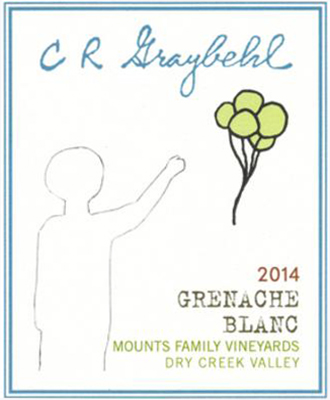 C R Graybehl
2014
GRENACHE
BLANC
MOUNTS FAMILY VINEYARDS
DRY CREEK VALLEY